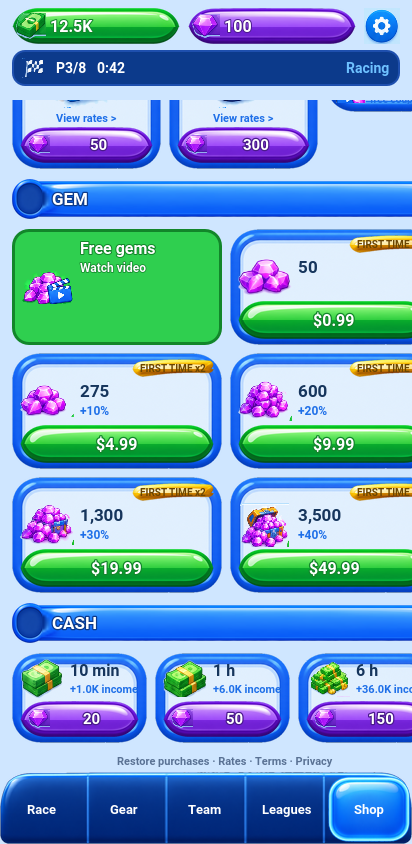 12.5K
100
P3/8 0:42
Racing
View rates >
View rates >
50
300
GEM
Free gems
Watch video
FIRST TIME
50
$0.99
FIRST TIME x2
275
+10%
$4.99
FIRST TIME
600
+20%
$9.99
FIRST TIME x2
1,300
+30%
$19.99
FIRST TIME
3,500
+40%
$49.99
CASH
10 min
+1.0K income
20
1 h
+6.0K income
50
6 h
+36.0K inc
150
Restore purchases · Rates · Terms · Privacy
Race
Gear
Team
Leagues
Shop